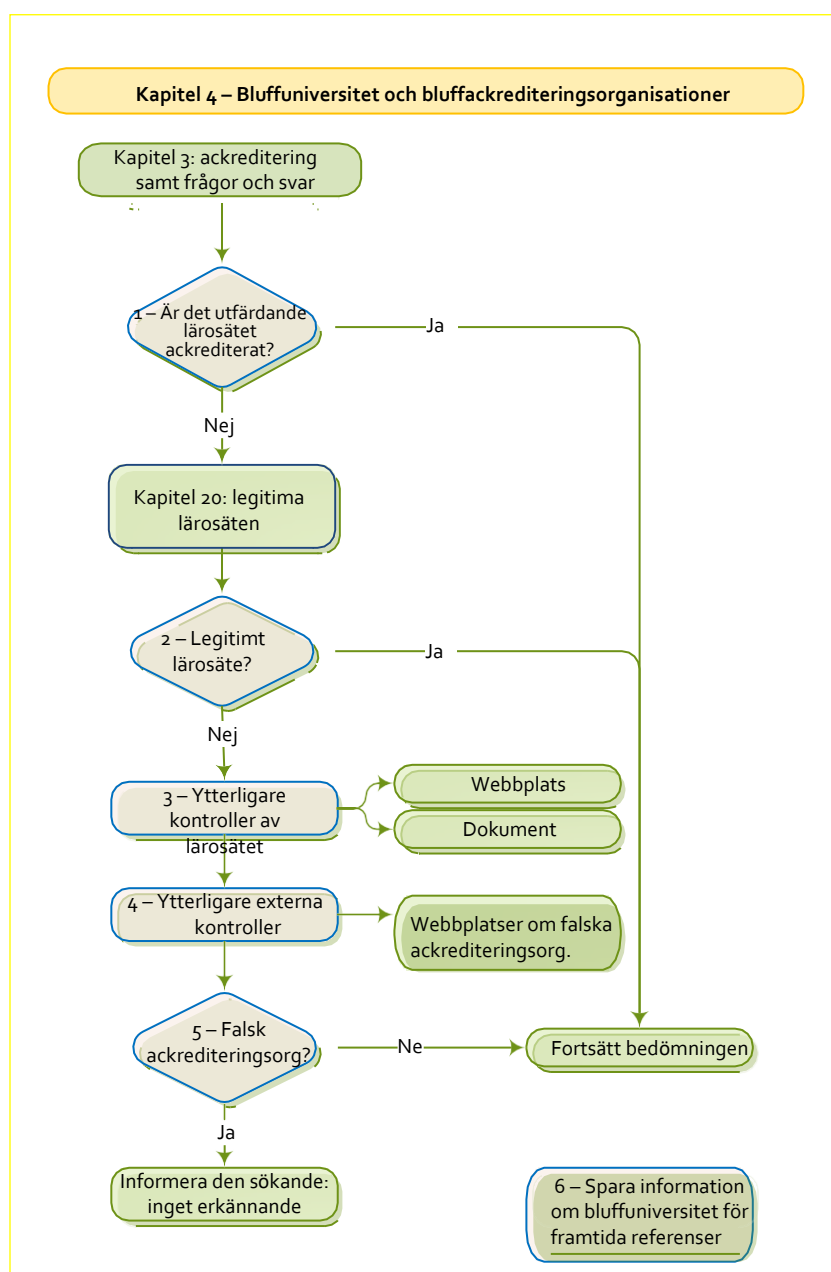 Kapitel 4 – Bluffuniversitet och bluffackrediteringsorganisationer
Kapitel 3: ackreditering
samt frågor och svar
1 – Är det utfärdande
lärosätet
ackrediterat?
Ja
Nej
Kapitel 20: legitima
lärosäten
2 – Legitimt
lärosäte?
Ja
Nej
3 – Ytterligare
kontroller av
lärosätet
Webbplats
Dokument
4 – Ytterligare externa
kontroller
Webbplatser om falska
ackrediteringsorg.
5 – Falsk
ackrediteringsorg?
Ne
Fortsätt bedömningen
Ja
Informera den sökande:
inget erkännande
6 – Spara information
om bluffuniversitet för
framtida referenser